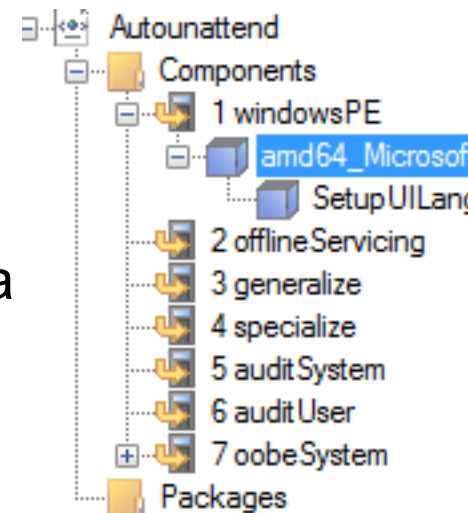 Autounattend
Components
1 windowsPE
amd64_Microsof
SetupUILang
2 offlineServicing
a
3 generalize
4 specialize
5 auditSystem
6 auditUser
7 oobeSystem
Packages